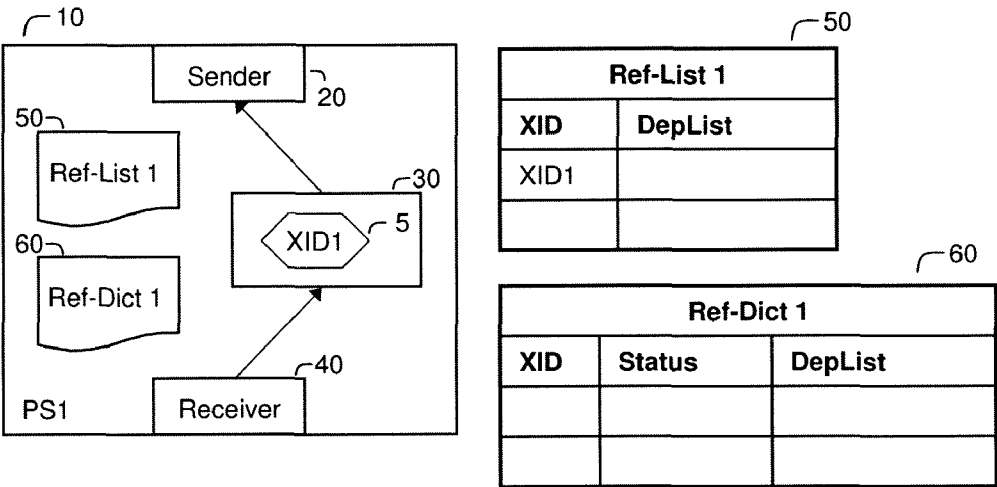 10
Sender
20
50
Ref-List 1
30
XID1
5
60
Ref-Dict 1
40
PS1
Receiver
50
Ref-List 1
XID DepList
XID1
60
Ref-Dict 1
XID Status DepList